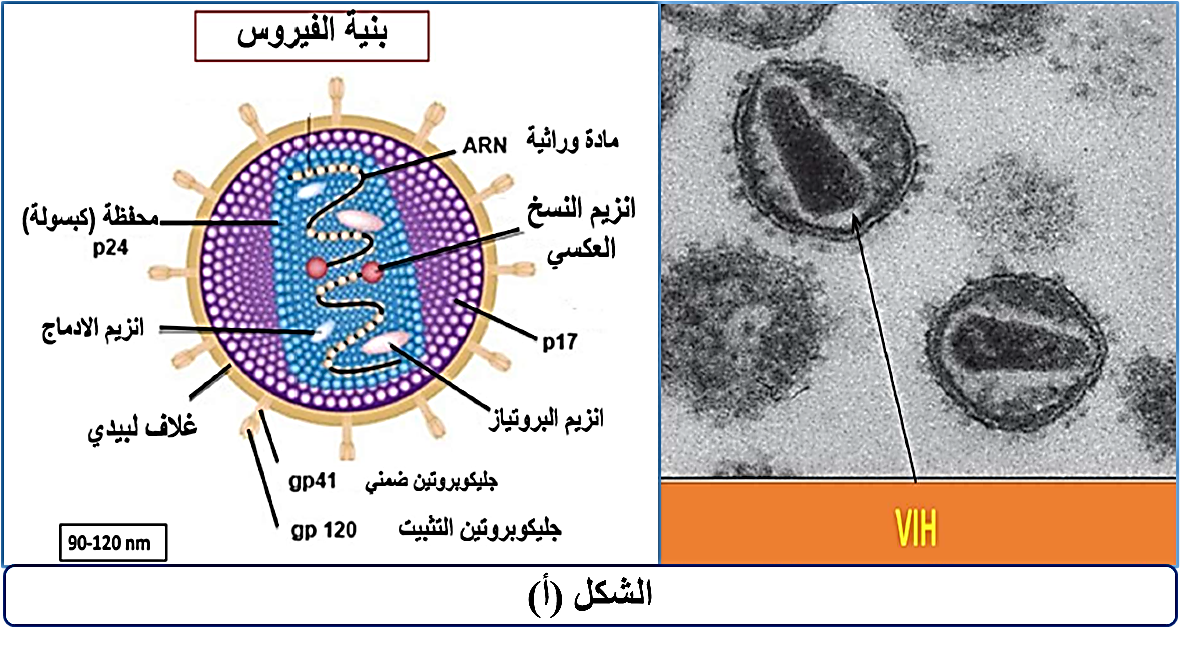 بنية الفيروس
ARN مادة وراثية
انزيم النسخ
العكسي
محفظة (كبسولة)
p24
انزيم الادماج
p17
غلاف لبيدي
انزيم البروتياز
gp41 جليكوبروتين ضمني
gp 120 جليكوبروتين التثبيت
90-120 nm
VIH
الشكل (أ)